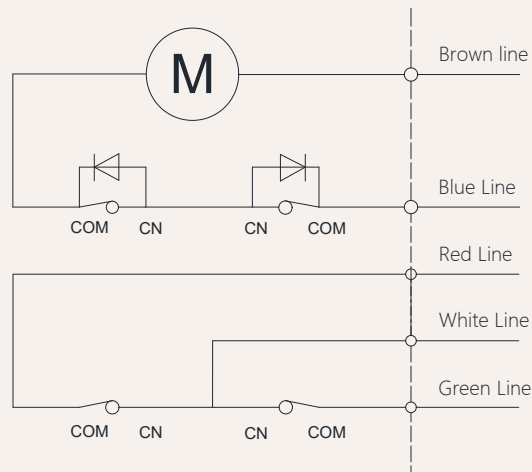 M
Brown line
Blue Line
COM CN CN COM
Red Line
White Line
Green Line
COM CN CN COM